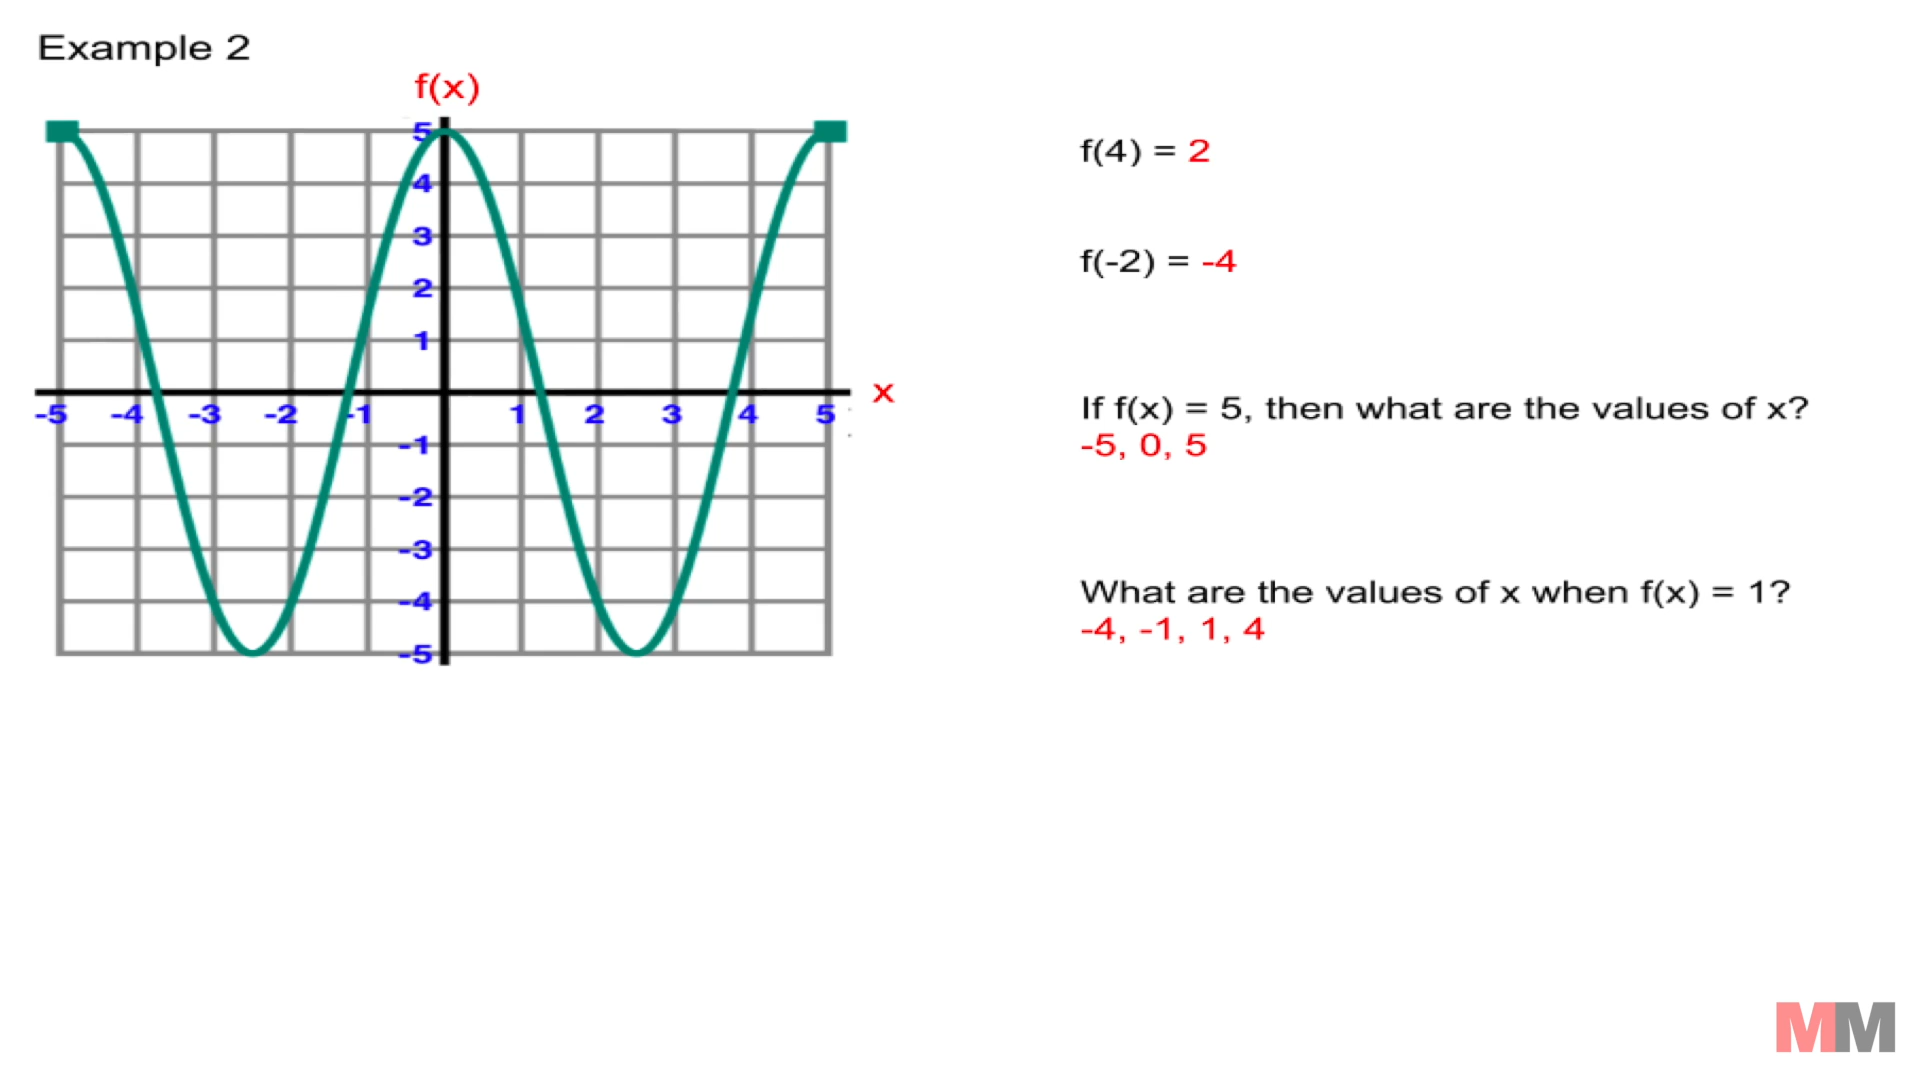 Example 2
f(x)
5
4
3
2
1
-5 -4 -3 -2 -1 1 2 3 4 5 x
-1
-2
-3
-4
-5
f(4) = 2
f(-2) = -4
If f(x) = 5, then what are the values of x?
-5, 0, 5
What are the values of x when f(x) = 1?
-4, -1, 1, 4
MM